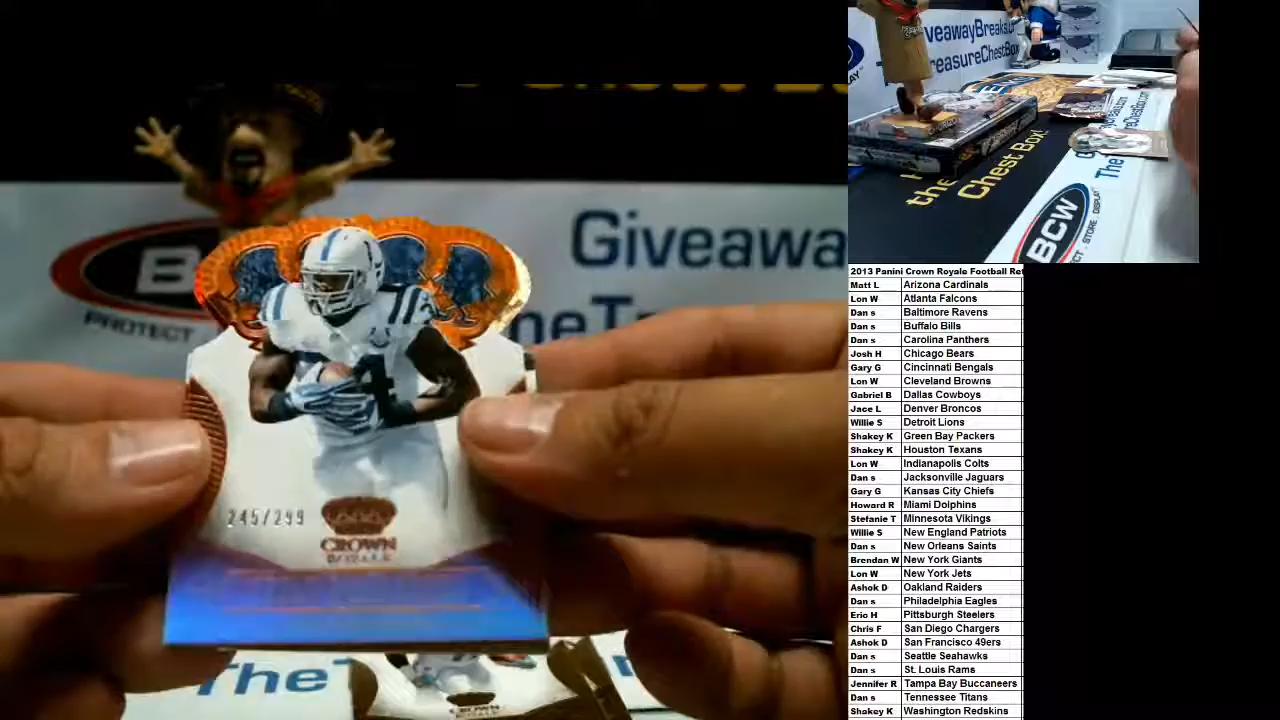 Giveawa
B
PROTECT
TheTr
245/299
CROWN
ROYALE
The T
CROWN
veawayBreaks.c
reasureChestBox
the
Chest Box!
BCW
STORE . DISPLAY
The
2013 Panini Crown Royale Football Ret
Matt L Arizona Cardinals
Lon W Atlanta Falcons
Dan s Baltimore Ravens
Dan s Buffalo Bills
Dan s Carolina Panthers
Josh H Chicago Bears
Gary G Cincinnati Bengals
Lon W Cleveland Browns
Gabriel B Dallas Cowboys
Jace L Denver Broncos
Willie S Detroit Lions
Shakey K Green Bay Packers
Shakey K Houston Texans
Lon W Indianapolis Colts
Dan s Jacksonville Jaguars
Gary G Kansas City Chiefs
Howard R Miami Dolphins
Stefanie T Minnesota Vikings
Willie S New England Patriots
Dan s New Orleans Saints
Brendan W New York Giants
Lon W New York Jets
Ashok D Oakland Raiders
Dan s Philadelphia Eagles
Eric H Pittsburgh Steelers
Chris F San Diego Chargers
Ashok D San Francisco 49ers
Dan s Seattle Seahawks
Dan s St. Louis Rams
Jennifer R Tampa Bay Buccaneers
Dan s Tennessee Titans
Shakey K Washington Redskins